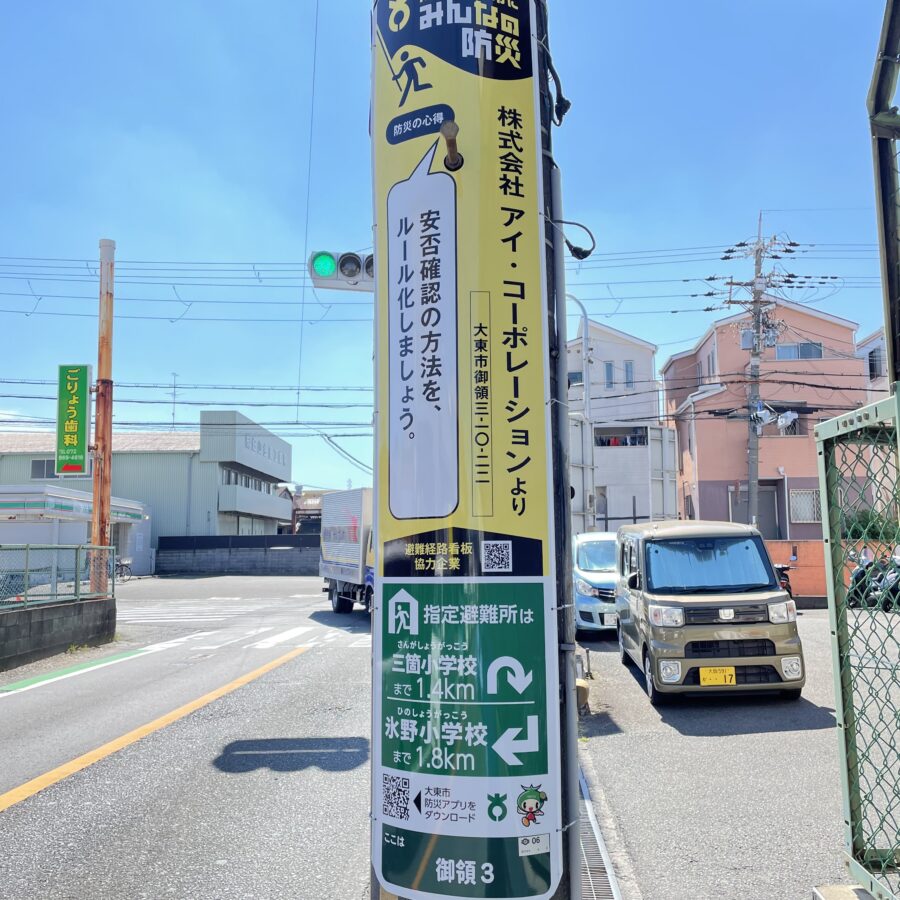 みんなの
防災
防災の心得
安否確認の方法を、
ルール化しましょう。
株式会社 アイ・コーポレーションより
大東市御領三-一〇-一二
避難経路看板
協力企業
指定避難所は
さんがしょうがっこう
三箇小学校
まで 1.4km
ひのしょうがっこう
氷野小学校
まで 1.8km
大東市
防災アプリを
ダウンロード
06
ここは
御領 3
ごりょう歯科
17